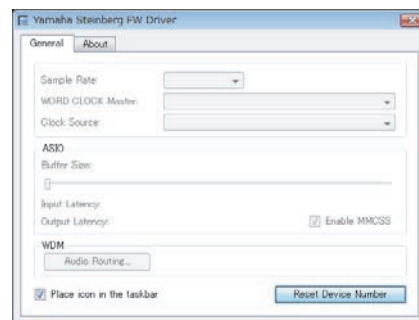 Yamaha Steinberg FW Driver
General About
Sample Rate:
WORD CLOCK Master:
Clock Source:
ASIO
Buffer Size:
Input Latency:
Output Latency: Enable MMCSS
WDM
Audio Routing...
Place icon in the taskbar Reset Device Number